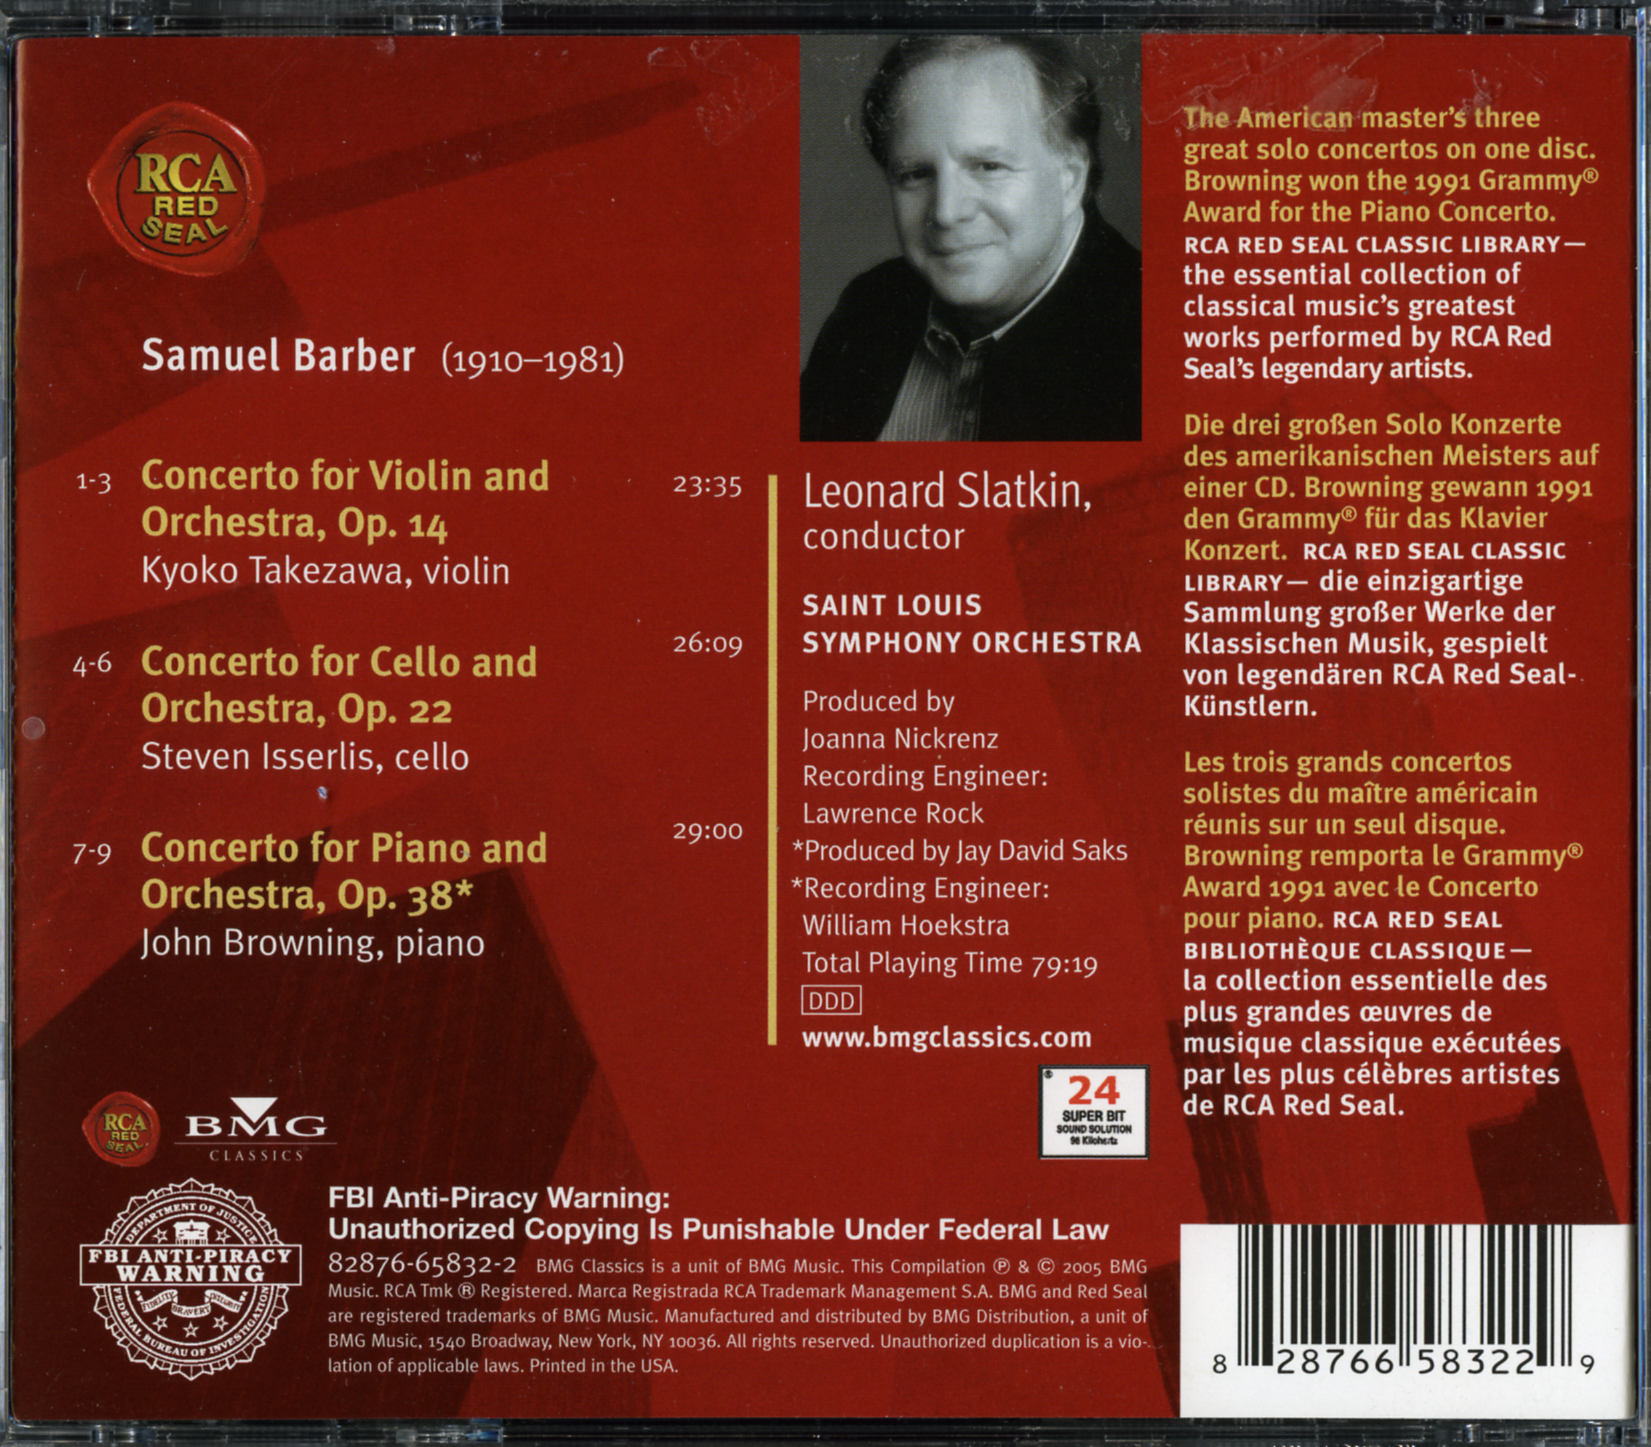 RCA
RED
SEAL
Samuel Barber (1910–1981)
1-3 Concerto for Violin and 23:35
Orchestra, Op. 14
Kyoko Takezawa, violin
4-6 Concerto for Cello and 26:09
Orchestra, Op. 22
Steven Isserlis, cello
7-9 Concerto for Piano and 29:00
Orchestra, Op. 38*
John Browning, piano
Leonard Slatkin,
conductor
SAINT LOUIS
SYMPHONY ORCHESTRA
Produced by
Joanna Nickrenz
Recording Engineer:
Lawrence Rock
*Produced by Jay David Saks
*Recording Engineer:
William Hoekstra
Total Playing Time 79:19
DDD
www.bmgclassics.com
24
SUPER BIT
SOUND SOLUTION
96 Kilohertz
The American master's three
great solo concertos on one disc.
Browning won the 1991 Grammy®
Award for the Piano Concerto.
RCA RED SEAL CLASSIC LIBRARY—
the essential collection of
classical music's greatest
works performed by RCA Red
Seal's legendary artists.
Die drei großen Solo Konzerte
des amerikanischen Meisters auf
einer CD. Browning gewann 1991
den Grammy® für das Klavier
Konzert. RCA RED SEAL CLASSIC
LIBRARY— die einzigartige
Sammlung großer Werke der
Klassischen Musik, gespielt
von legendären RCA Red Seal-
Künstlern.
Les trois grands concertos
solistes du maître américain
réunis sur un seul disque.
Browning remporta le Grammy®
Award 1991 avec le Concerto
pour piano. RCA RED SEAL
BIBLIOTHÈQUE CLASSIQUE—
la collection essentielle des
plus grandes œuvres de
musique classique exécutées
par les plus célèbres artistes
de RCA Red Seal.
RCA
RED
SEAL
BMG
CLASSICS
DEPARTMENT OF JUSTICE
FBI ANTI-PIRACY
WARNING
FIDELITY BRAVERY INTEGRITY
FEDERAL BUREAU OF INVESTIGATION
FBI Anti-Piracy Warning:
Unauthorized Copying Is Punishable Under Federal Law
82876-65832-2 BMG Classics is a unit of BMG Music. This Compilation ℗ & © 2005 BMG
Music. RCA Tmk ® Registered. Marca Registrada RCA Trademark Management S.A. BMG and Red Seal
are registered trademarks of BMG Music. Manufactured and distributed by BMG Distribution, a unit of
BMG Music, 1540 Broadway, New York, NY 10036. All rights reserved. Unauthorized duplication is a vio-
lation of applicable laws. Printed in the USA.
8 28766 58322 9